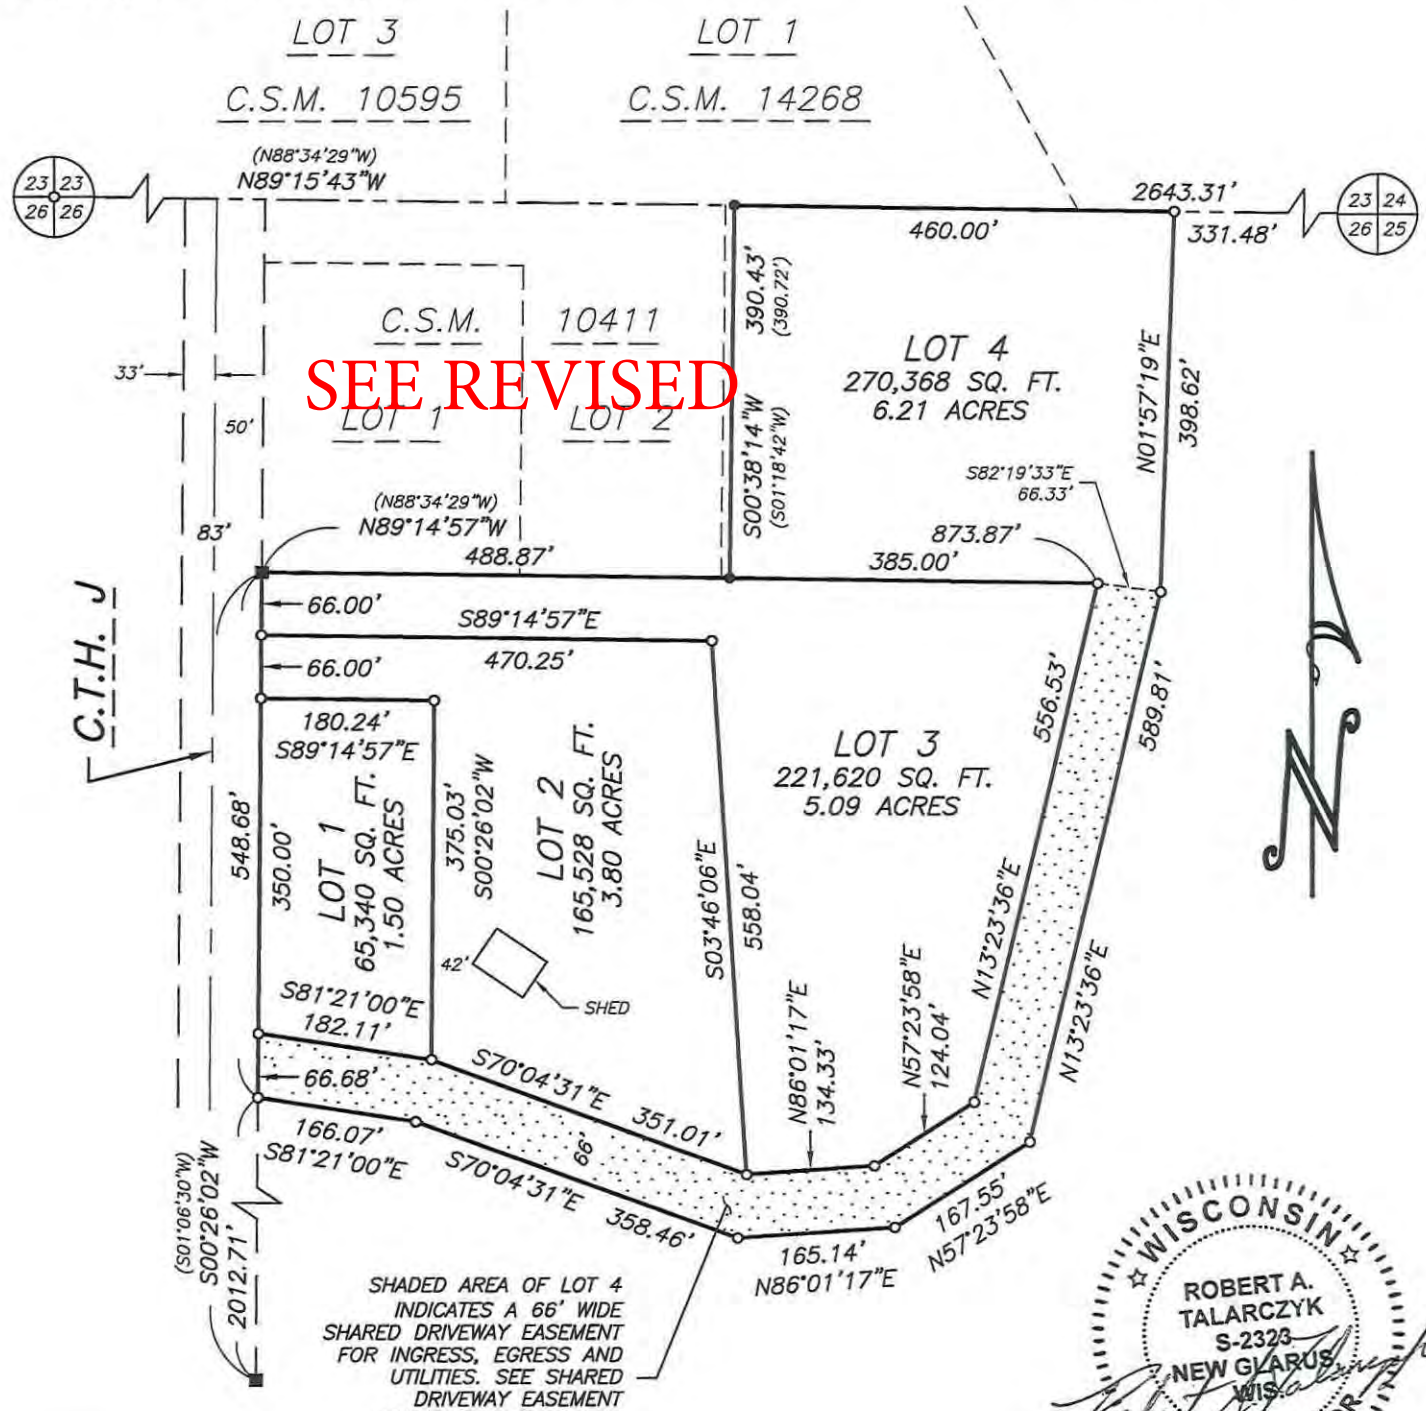 LOT 3
C.S.M. 10595
LOT 1
C.S.M. 14268
(N88°34'29"W)
N89°15'43"W
23 23
26 26
2643.31'
331.48'
23 24
26 25
460.00'
390.43'
(390.72')
S00°38'14"W
(S01°18'42"W)
C.S.M. 10411
SEE REVISED
LOT 1
LOT 2
33'
50'
83'
LOT 4
270,368 SQ. FT.
6.21 ACRES
N01°57'19"E
398.62'
S82°19'33"E
66.33'
(N88°34'29"W)
N89°14'57"W
488.87'
873.87'
385.00'
C.T.H. J
66.00'
S89°14'57"E
470.25'
66.00'
180.24'
S89°14'57"E
548.68'
350.00'
LOT 1
65,340 SQ. FT.
1.50 ACRES
375.03'
S00°26'02"W
LOT 2
165,528 SQ. FT.
3.80 ACRES
42'
SHED
S03°46'06"E
558.04'
LOT 3
221,620 SQ. FT.
5.09 ACRES
556.53'
N13°23'36"E
589.81'
N13°23'36"E
N
S81°21'00"E
182.11'
66.68'
S70°04'31"E
351.01'
N86°01'17"E
134.33'
N57°23'58"E
124.04'
66'
166.07'
S81°21'00"E
S70°04'31"E
358.46'
165.14'
N86°01'17"E
167.55'
N57°23'58"E
(S01°06'30"W)
S00°26'02"W
2012.71'
SHADED AREA OF LOT 4
INDICATES A 66' WIDE
SHARED DRIVEWAY EASEMENT
FOR INGRESS, EGRESS AND
UTILITIES. SEE SHARED
DRIVEWAY EASEMENT
WISCONSIN
ROBERT A.
TALARCZYK
S-2323
NEW GLARUS
WIS.